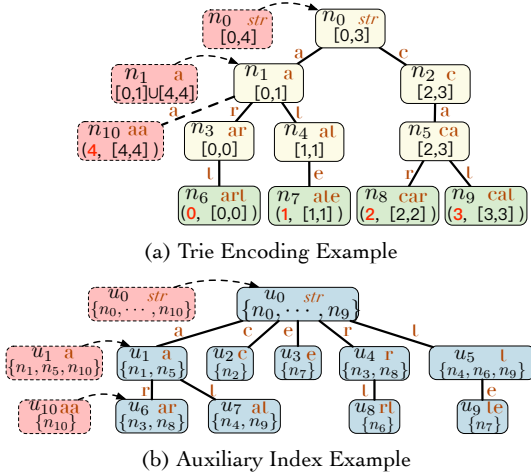 n₀ str
[0,4]
n₀ str
[0,3]
a
c
n₁ a
[0,1]∪[4,4]
n₁ a
[0,1]
n₂ c
[2,3]
a
r
t
a
n₁₀ aa
(4, [4,4])
n₃ ar
[0,0]
n₄ at
[1,1]
n₅ ca
[2,3]
t
e
r
t
n₆ art
(0, [0,0])
n₇ ate
(1, [1,1])
n₈ car
(2, [2,2])
n₉ cat
(3, [3,3])
(a) Trie Encoding Example
u₀ str
{n₀, ⋯, n₁₀}
u₀ str
{n₀, ⋯, n₉}
a
c
e
r
t
u₁ a
{n₁, n₅, n₁₀}
u₁ a
{n₁, n₅}
u₂ c
{n₂}
u₃ e
{n₇}
u₄ r
{n₃, n₈}
u₅ t
{n₄, n₆, n₉}
r
t
t
e
u₁₀ aa
{n₁₀}
u₆ ar
{n₃, n₈}
u₇ at
{n₄, n₉}
u₈ rt
{n₆}
u₉ te
{n₇}
(b) Auxiliary Index Example